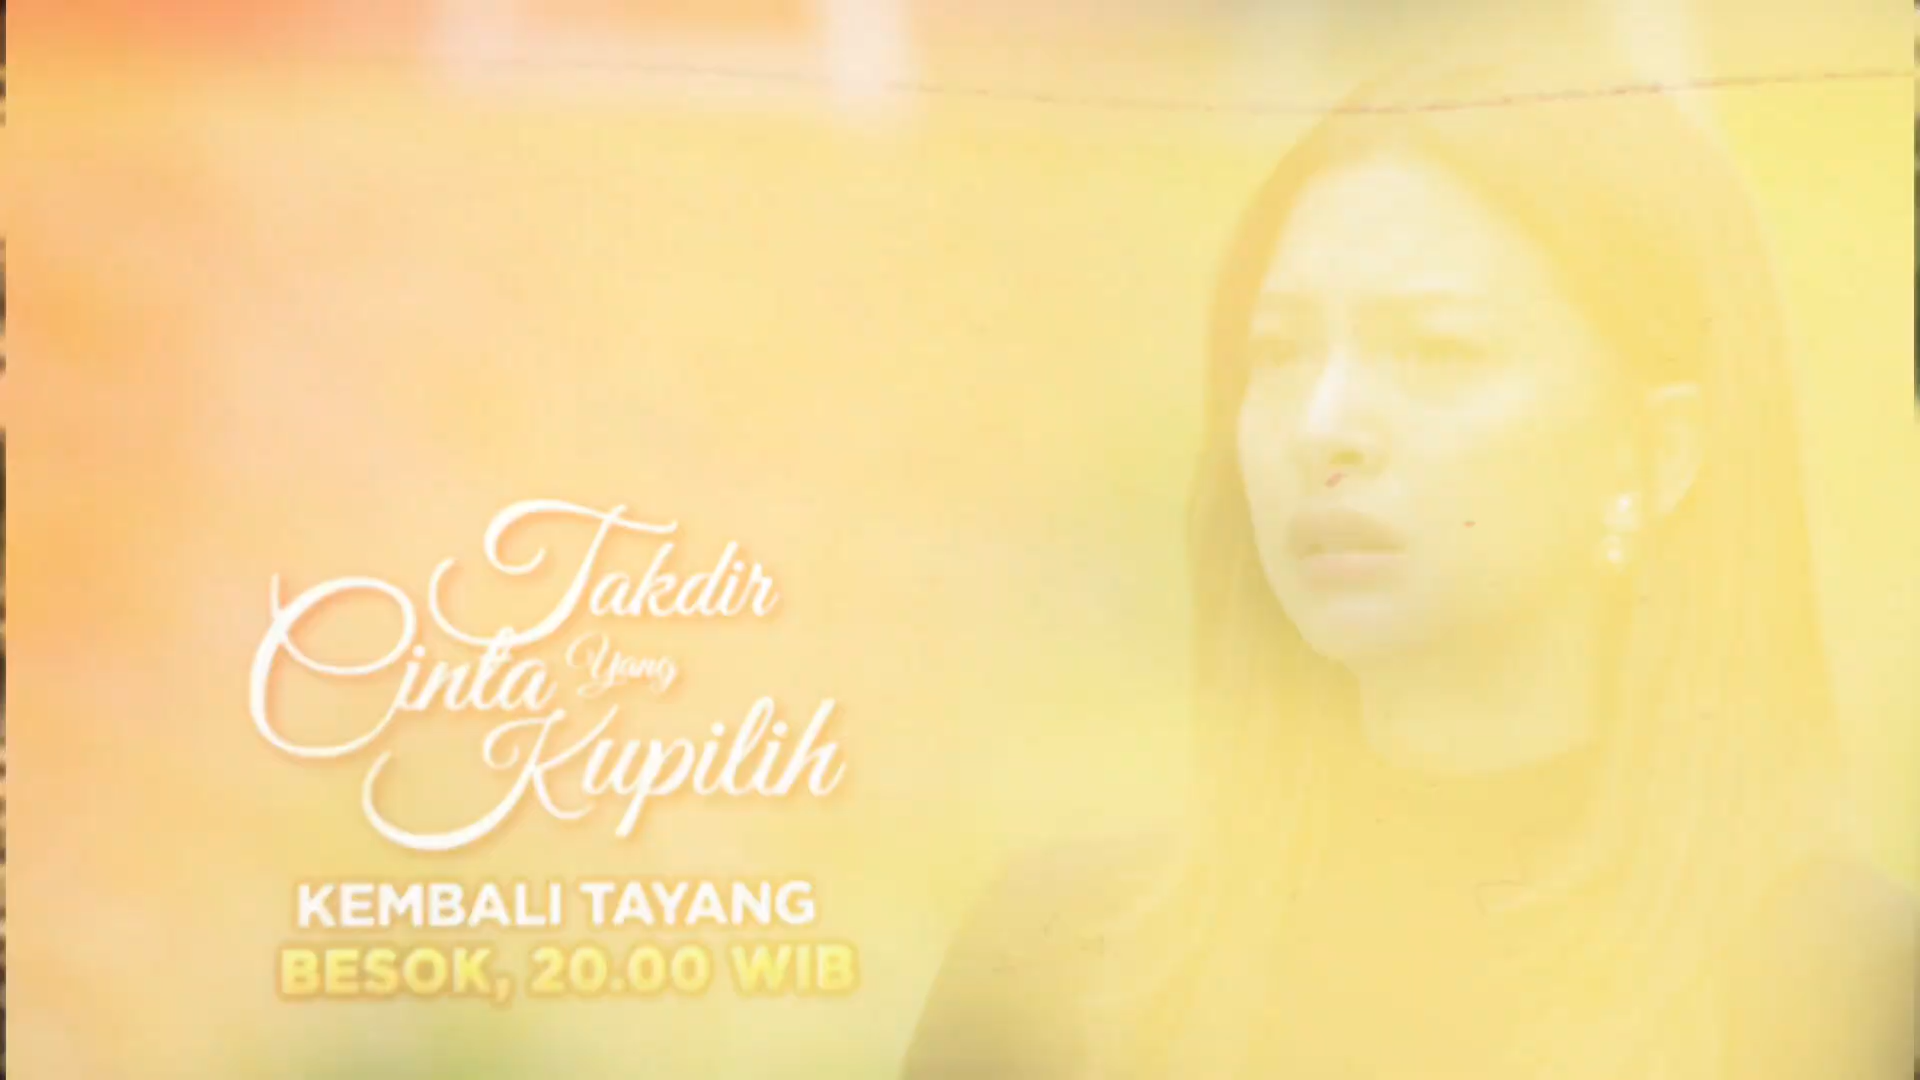 Takdir
Cinta Yang
Kupilih
KEMBALI TAYANG
BESOK, 20.00 WIB